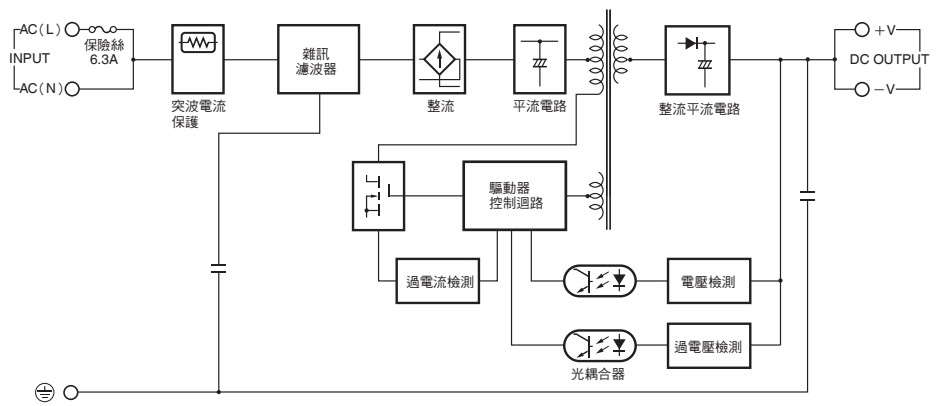 AC(L)
保險絲
6.3A
INPUT
AC(N)
突波電流
保護
雜訊
濾波器
整流
平流電路
整流平流電路
+V
DC OUTPUT
-V
驅動器
控制迴路
過電流檢測
電壓檢測
過電壓檢測
光耦合器